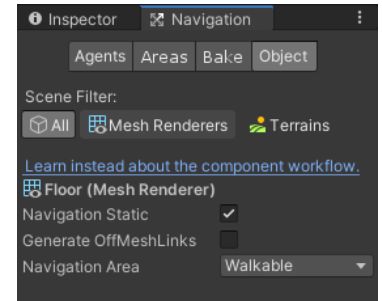 Inspector Navigation
Agents Areas Bake Object
Scene Filter:
All Mesh Renderers Terrains
Learn instead about the component workflow.
Floor (Mesh Renderer)
Navigation Static
Generate OffMeshLinks
Navigation Area Walkable